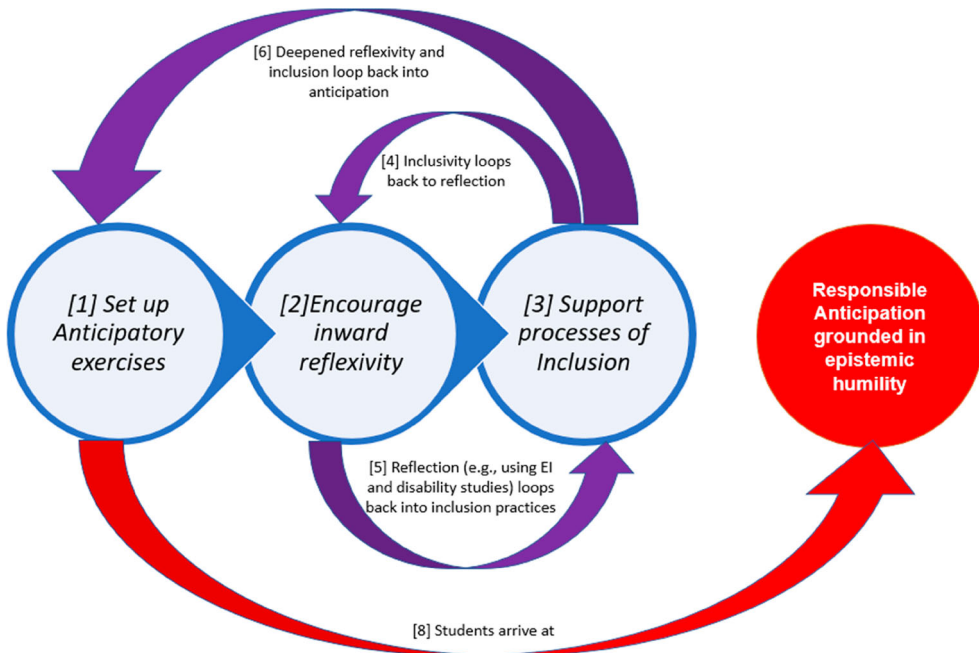 [6] Deepened reflexivity and
inclusion loop back into
anticipation
[4] Inclusivity loops
back to reflection
[1] Set up
Anticipatory
exercises
[2]Encourage
inward
reflexivity
[3] Support
processes of
Inclusion
Responsible
Anticipation
grounded in
epistemic
humility
[5] Reflection (e.g., using EI
and disability studies) loops
back into inclusion practices
[8] Students arrive at